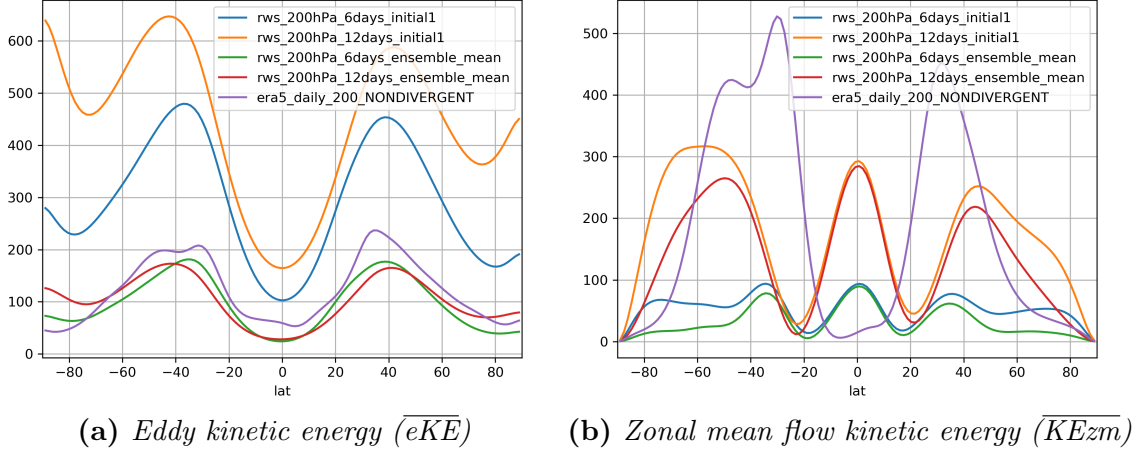 rws_200hPa_6days_initial1
rws_200hPa_12days_initial1
rws_200hPa_6days_ensemble_mean
rws_200hPa_12days_ensemble_mean
era5_daily_200_NONDIVERGENT
600
500
400
300
200
100
0
−80 −60 −40 −20 0 20 40 60 80
lat
(a) Eddy kinetic energy (eKE)
rws_200hPa_6days_initial1
rws_200hPa_12days_initial1
rws_200hPa_6days_ensemble_mean
rws_200hPa_12days_ensemble_mean
era5_daily_200_NONDIVERGENT
500
400
300
200
100
0
−80 −60 −40 −20 0 20 40 60 80
lat
(b) Zonal mean flow kinetic energy (KEzm)